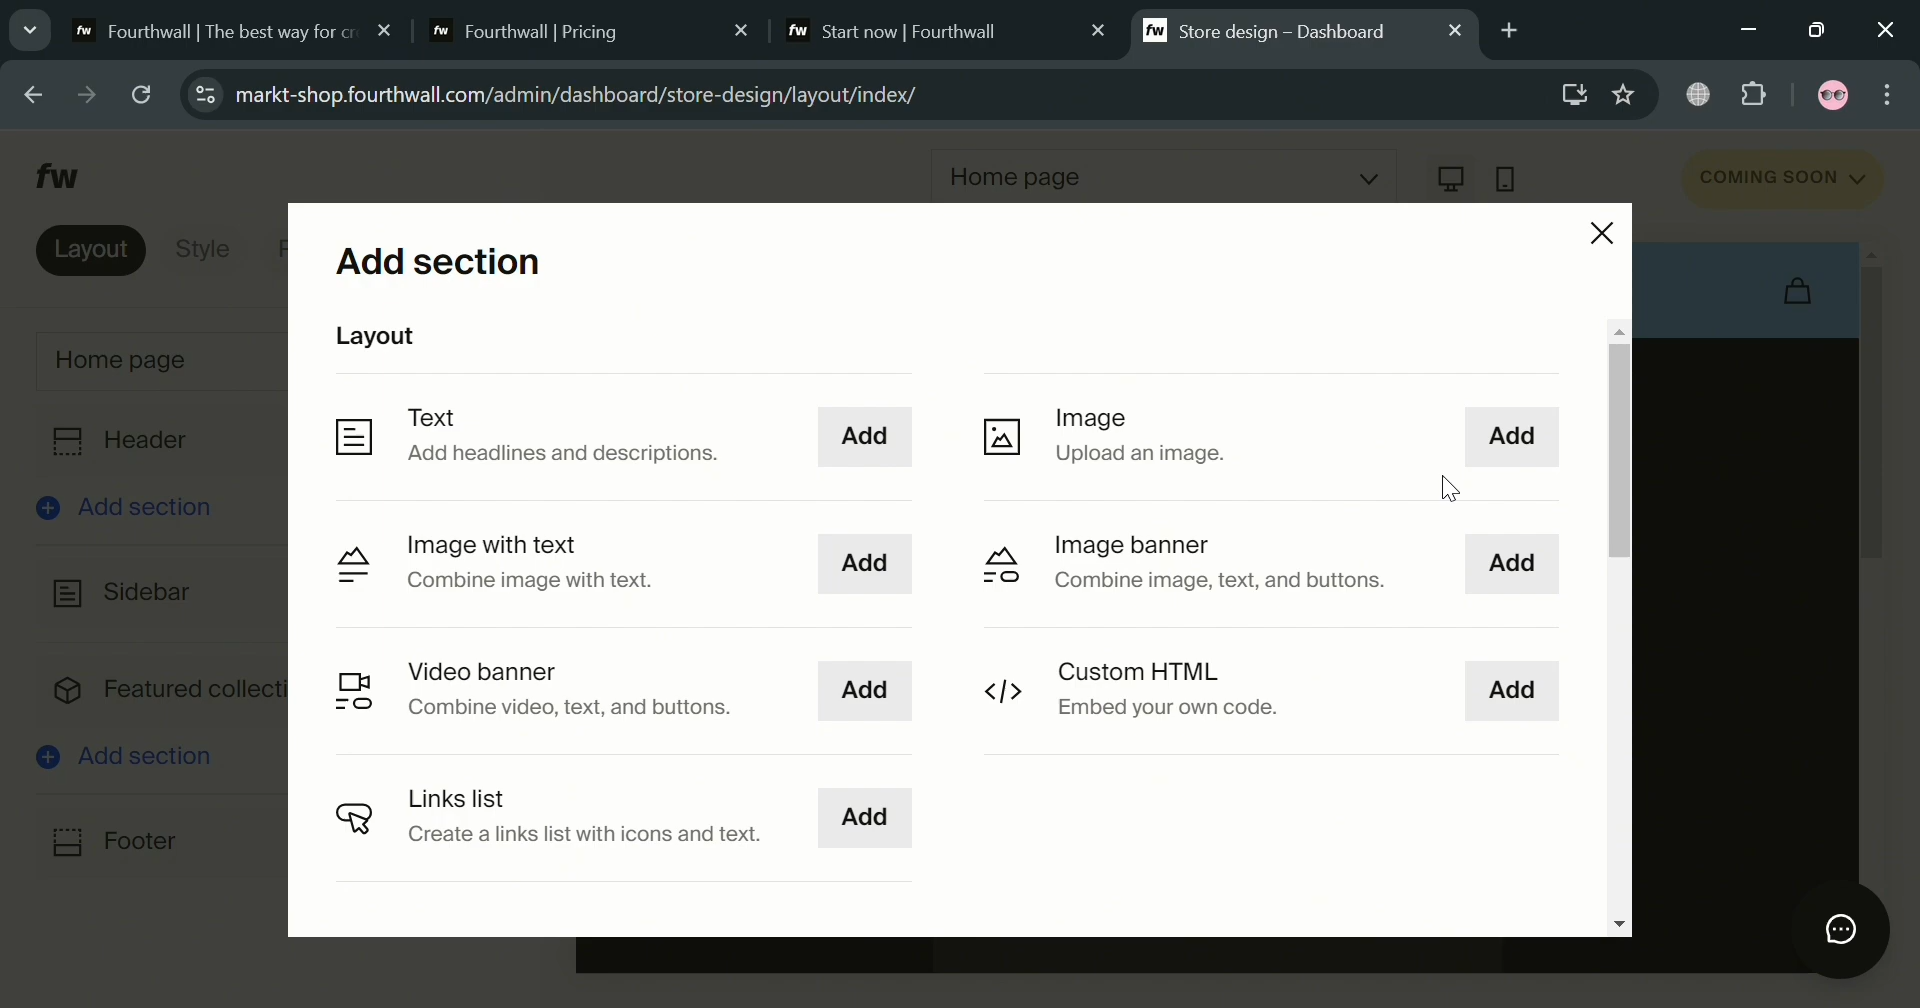 fw Fourthwall | The best way for cr
fw Fourthwall | Pricing
fw Start now | Fourthwall
fw Store design – Dashboard
markt-shop.fourthwall.com/admin/dashboard/store-design/layout/index/
fw
Home page
COMING SOON
Layout
Style
Home page
Header
Add section
Sidebar
Featured collecti
Add section
Footer
Add section
Layout
Text
Add headlines and descriptions.
Add
Image
Upload an image.
Add
Image with text
Combine image with text.
Add
Image banner
Combine image, text, and buttons.
Add
Video banner
Combine video, text, and buttons.
Add
Custom HTML
Embed your own code.
Add
Links list
Create a links list with icons and text.
Add